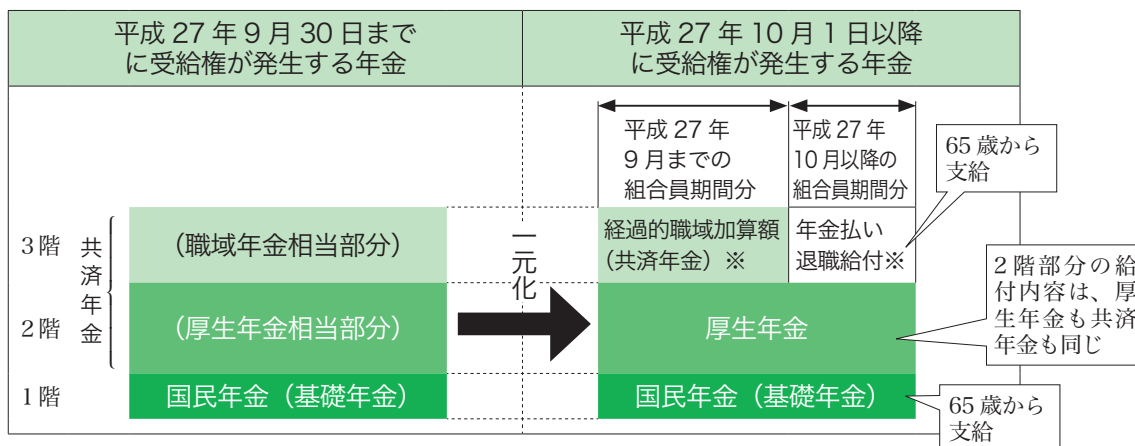 平成 27 年 9 月 30 日まで
に受給権が発生する年金
平成 27 年 10 月 1 日以降
に受給権が発生する年金
平成 27 年
9 月までの
組合員期間分
平成 27 年
10 月以降の
組合員期間分
65 歳から
支給
3階
共済年金
(職域年金相当部分)
一元化
経過的職域加算額
(共済年金)※
年金払い
退職給付※
2階
(厚生年金相当部分)
厚生年金
2 階部分の給
付内容は、厚
生年金も共済
年金も同じ
1階
国民年金(基礎年金)
国民年金(基礎年金)
65 歳から
支給